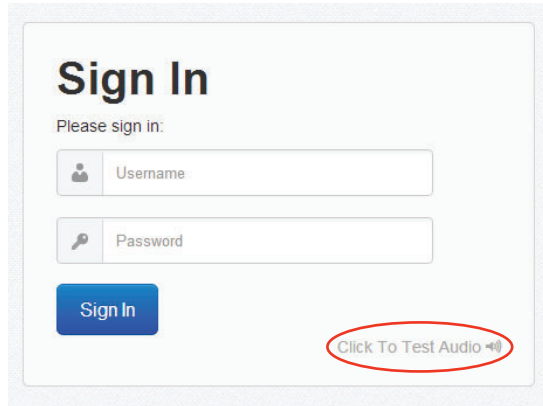 Sign In
Please sign in:
Username
Password
Sign In
Click To Test Audio